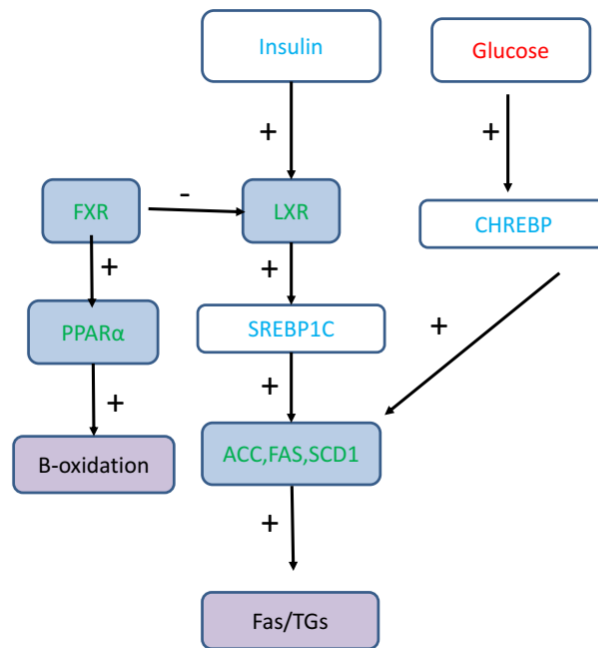 Insulin
Glucose
+
+
-
FXR
LXR
CHREBP
+
+
+
PPARα
SREBP1C
+
+
B-oxidation
ACC,FAS,SCD1
+
Fas/TGs